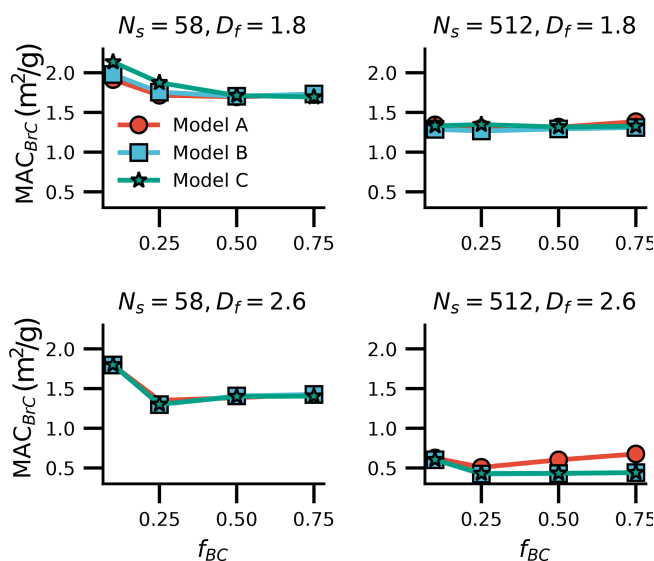 N_s = 58, D_f = 1.8
N_s = 512, D_f = 1.8
MAC_BrC (m²/g)
2.0
1.5
1.0
0.5
Model A
Model B
Model C
0.25 0.50 0.75
2.0
1.5
1.0
0.5
0.25 0.50 0.75
N_s = 58, D_f = 2.6
N_s = 512, D_f = 2.6
MAC_BrC (m²/g)
2.0
1.5
1.0
0.5
0.25 0.50 0.75
f_BC
2.0
1.5
1.0
0.5
0.25 0.50 0.75
f_BC